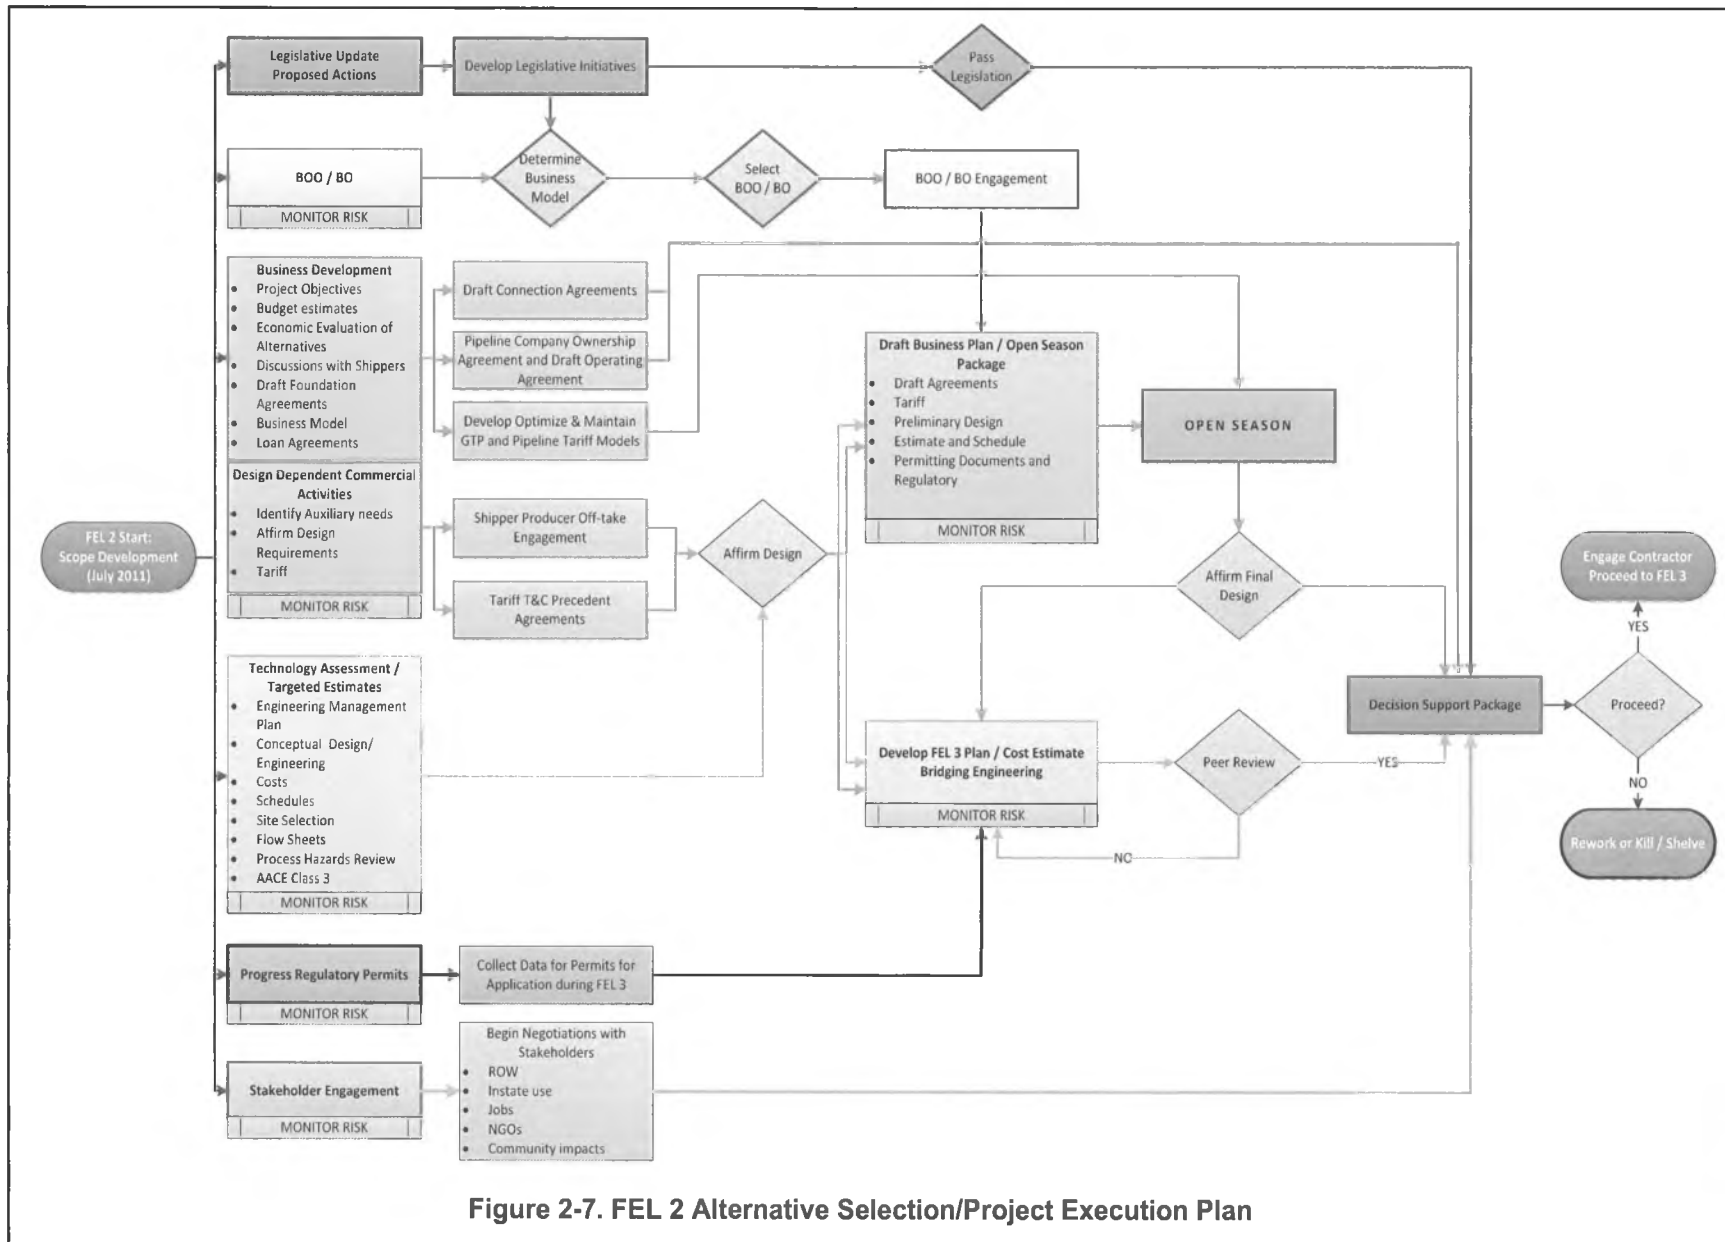 Legislative Update
Proposed Actions
Develop Legislative Initiatives
Pass
Legislation
BOO / BO
MONITOR RISK
Determine
Business
Model
Select
BOO / BO
BOO / BO Engagement
Business Development
• Project Objectives
• Budget estimates
• Economic Evaluation of
Alternatives
• Discussions with Shippers
• Draft Foundation
Agreements
• Business Model
• Loan Agreements
Draft Connection Agreements
Pipeline Company Ownership
Agreement and Draft Operating
Agreement
Develop Optimize & Maintain
GTP and Pipeline Tariff Models
Draft Business Plan / Open Season
Package
• Draft Agreements
• Tariff
• Preliminary Design
• Estimate and Schedule
• Permitting Documents and
Regulatory
MONITOR RISK
OPEN SEASON
Design Dependent Commercial
Activities
• Identify Auxiliary needs
• Affirm Design
Requirements
• Tariff
MONITOR RISK
Shipper Producer Off-take
Engagement
Tariff T&C Precedent
Agreements
Affirm Design
FEL 2 Start:
Scope Development
(July 2011)
Affirm Final
Design
Engage Contractor
Proceed to FEL 3
YES
Technology Assessment /
Targeted Estimates
• Engineering Management
Plan
• Conceptual Design/
Engineering
• Costs
• Schedules
• Site Selection
• Flow Sheets
• Process Hazards Review
• AACE Class 3
MONITOR RISK
Develop FEL 3 Plan / Cost Estimate
Bridging Engineering
MONITOR RISK
Peer Review
YES
NO
Decision Support Package
Proceed?
NO
Rework or Kill / Shelve
Progress Regulatory Permits
MONITOR RISK
Collect Data for Permits for
Application during FEL 3
Stakeholder Engagement
MONITOR RISK
Begin Negotiations with
Stakeholders
• ROW
• Instate use
• Jobs
• NGOs
• Community impacts
Figure 2-7. FEL 2 Alternative Selection/Project Execution Plan